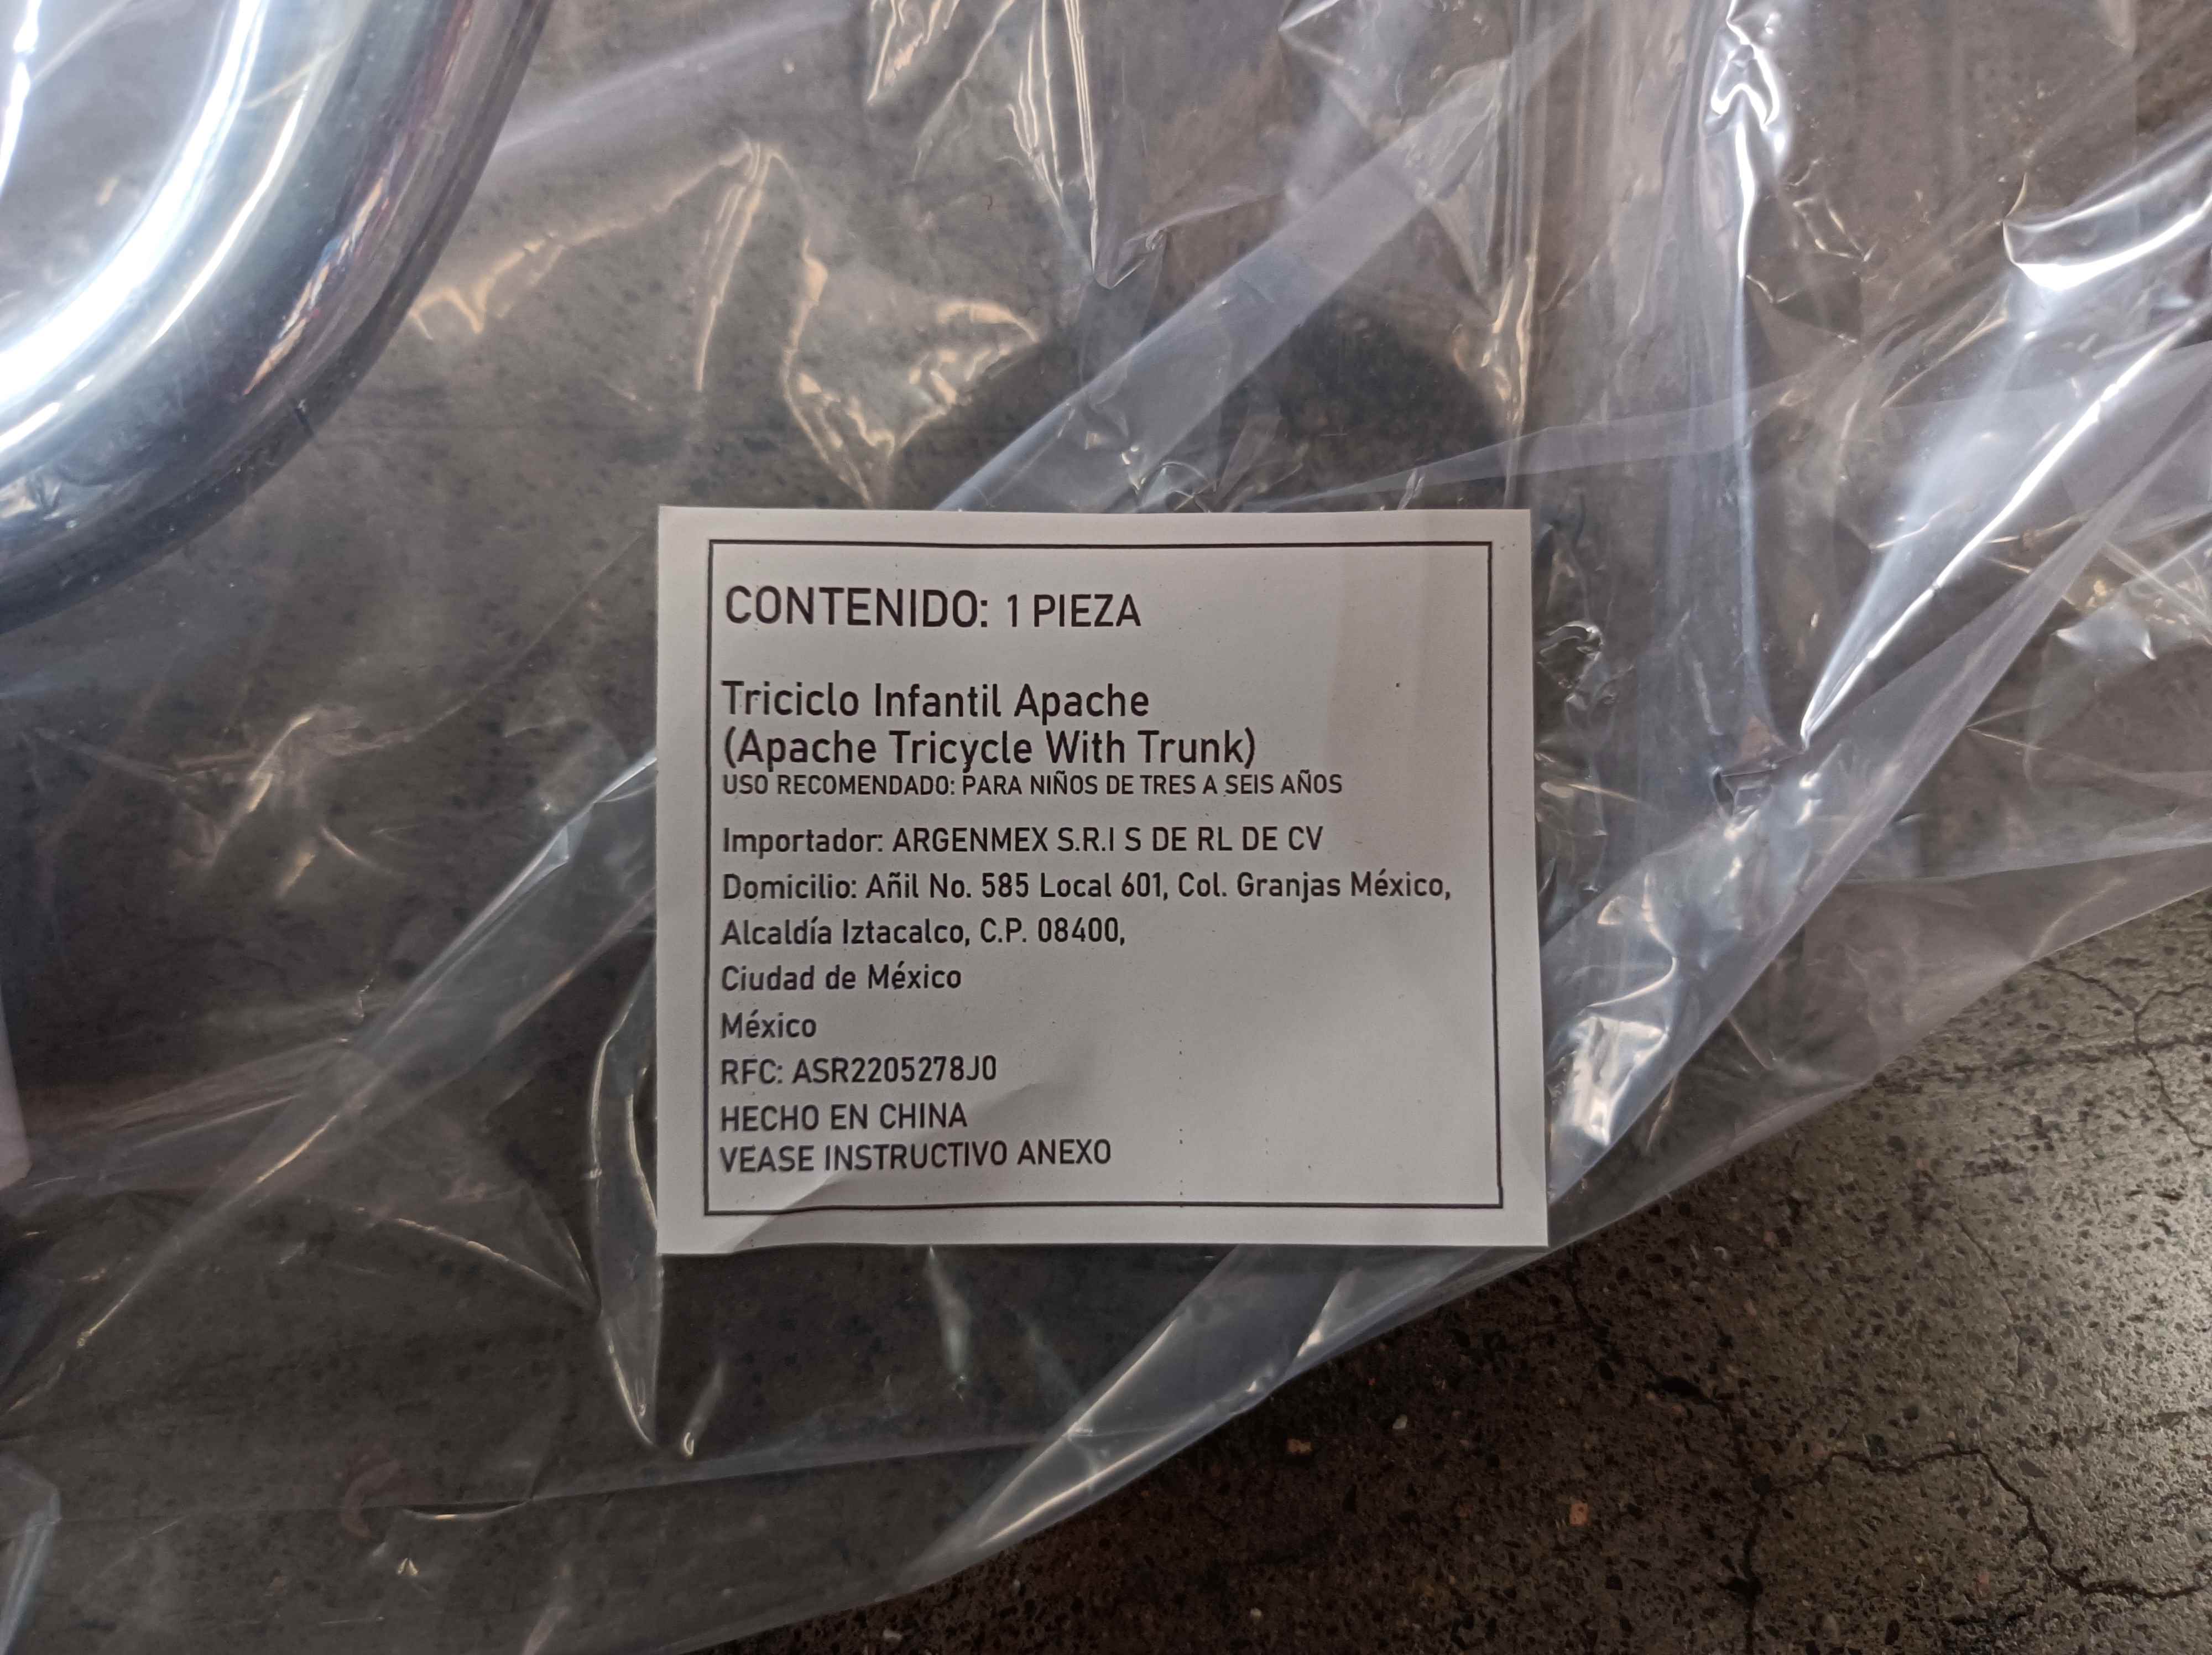 CONTENIDO: 1 PIEZA
Triciclo Infantil Apache
(Apache Tricycle With Trunk)
USO RECOMENDADO: PARA NIÑOS DE TRES A SEIS AÑOS
Importador: ARGENMEX S.R.I S DE RL DE CV
Domicilio: Añil No. 585 Local 601, Col. Granjas México,
Alcaldía Iztacalco, C.P. 08400,
Ciudad de México
México
RFC: ASR2205278J0
HECHO EN CHINA
VEASE INSTRUCTIVO ANEXO